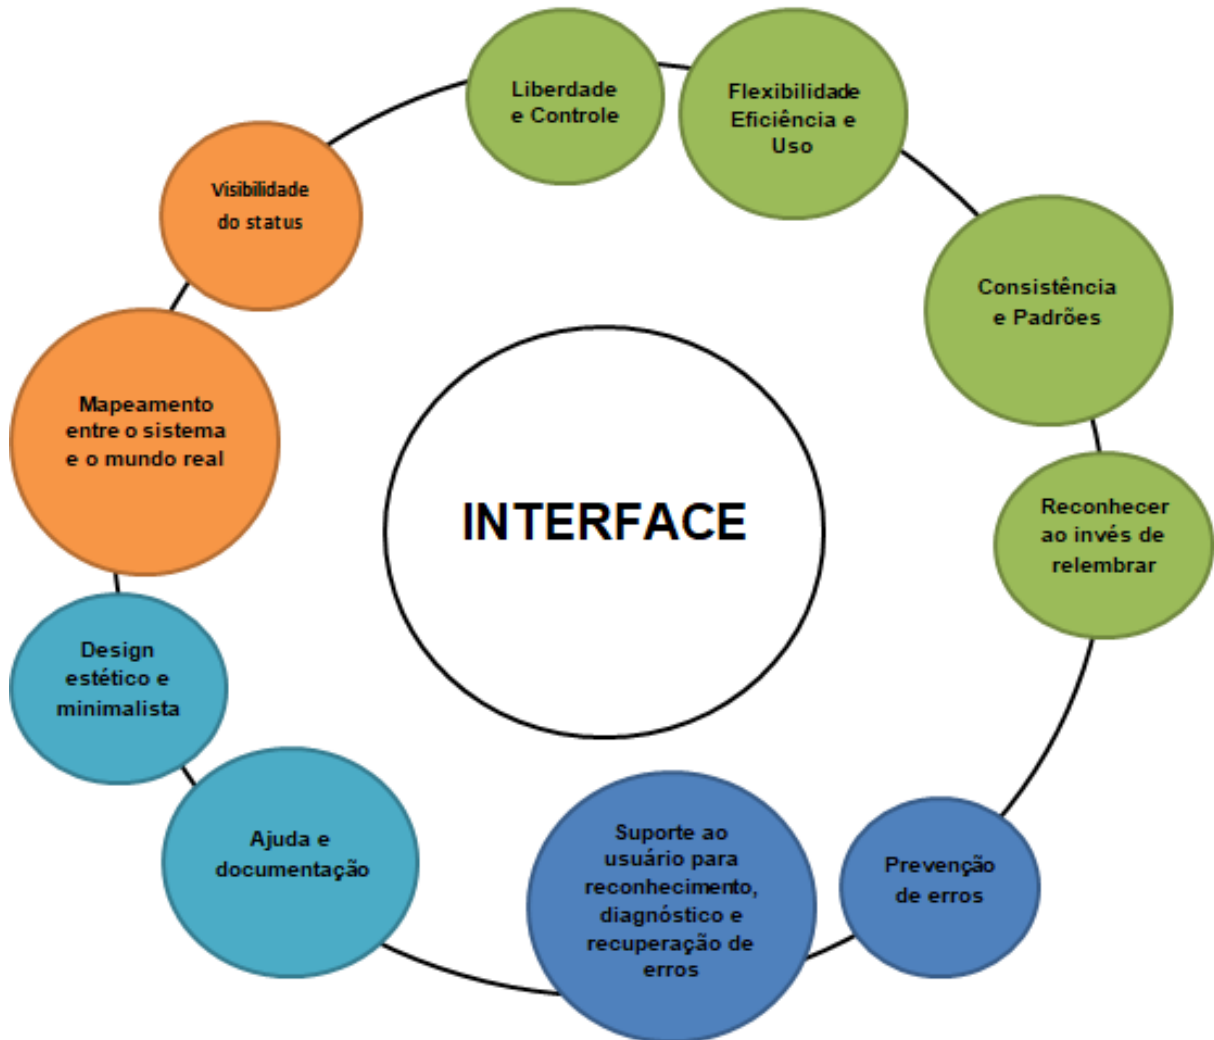 Liberdade
e Controle
Flexibilidade
Eficiência e
Uso
Visibilidade
do status
Consistência
e Padrões
Mapeamento
entre o sistema
e o mundo real
INTERFACE
Reconhecer
ao invés de
relembrar
Design
estético e
minimalista
Ajuda e
documentação
Suporte ao
usuário para
reconhecimento,
diagnóstico e
recuperação de
erros
Prevenção
de erros